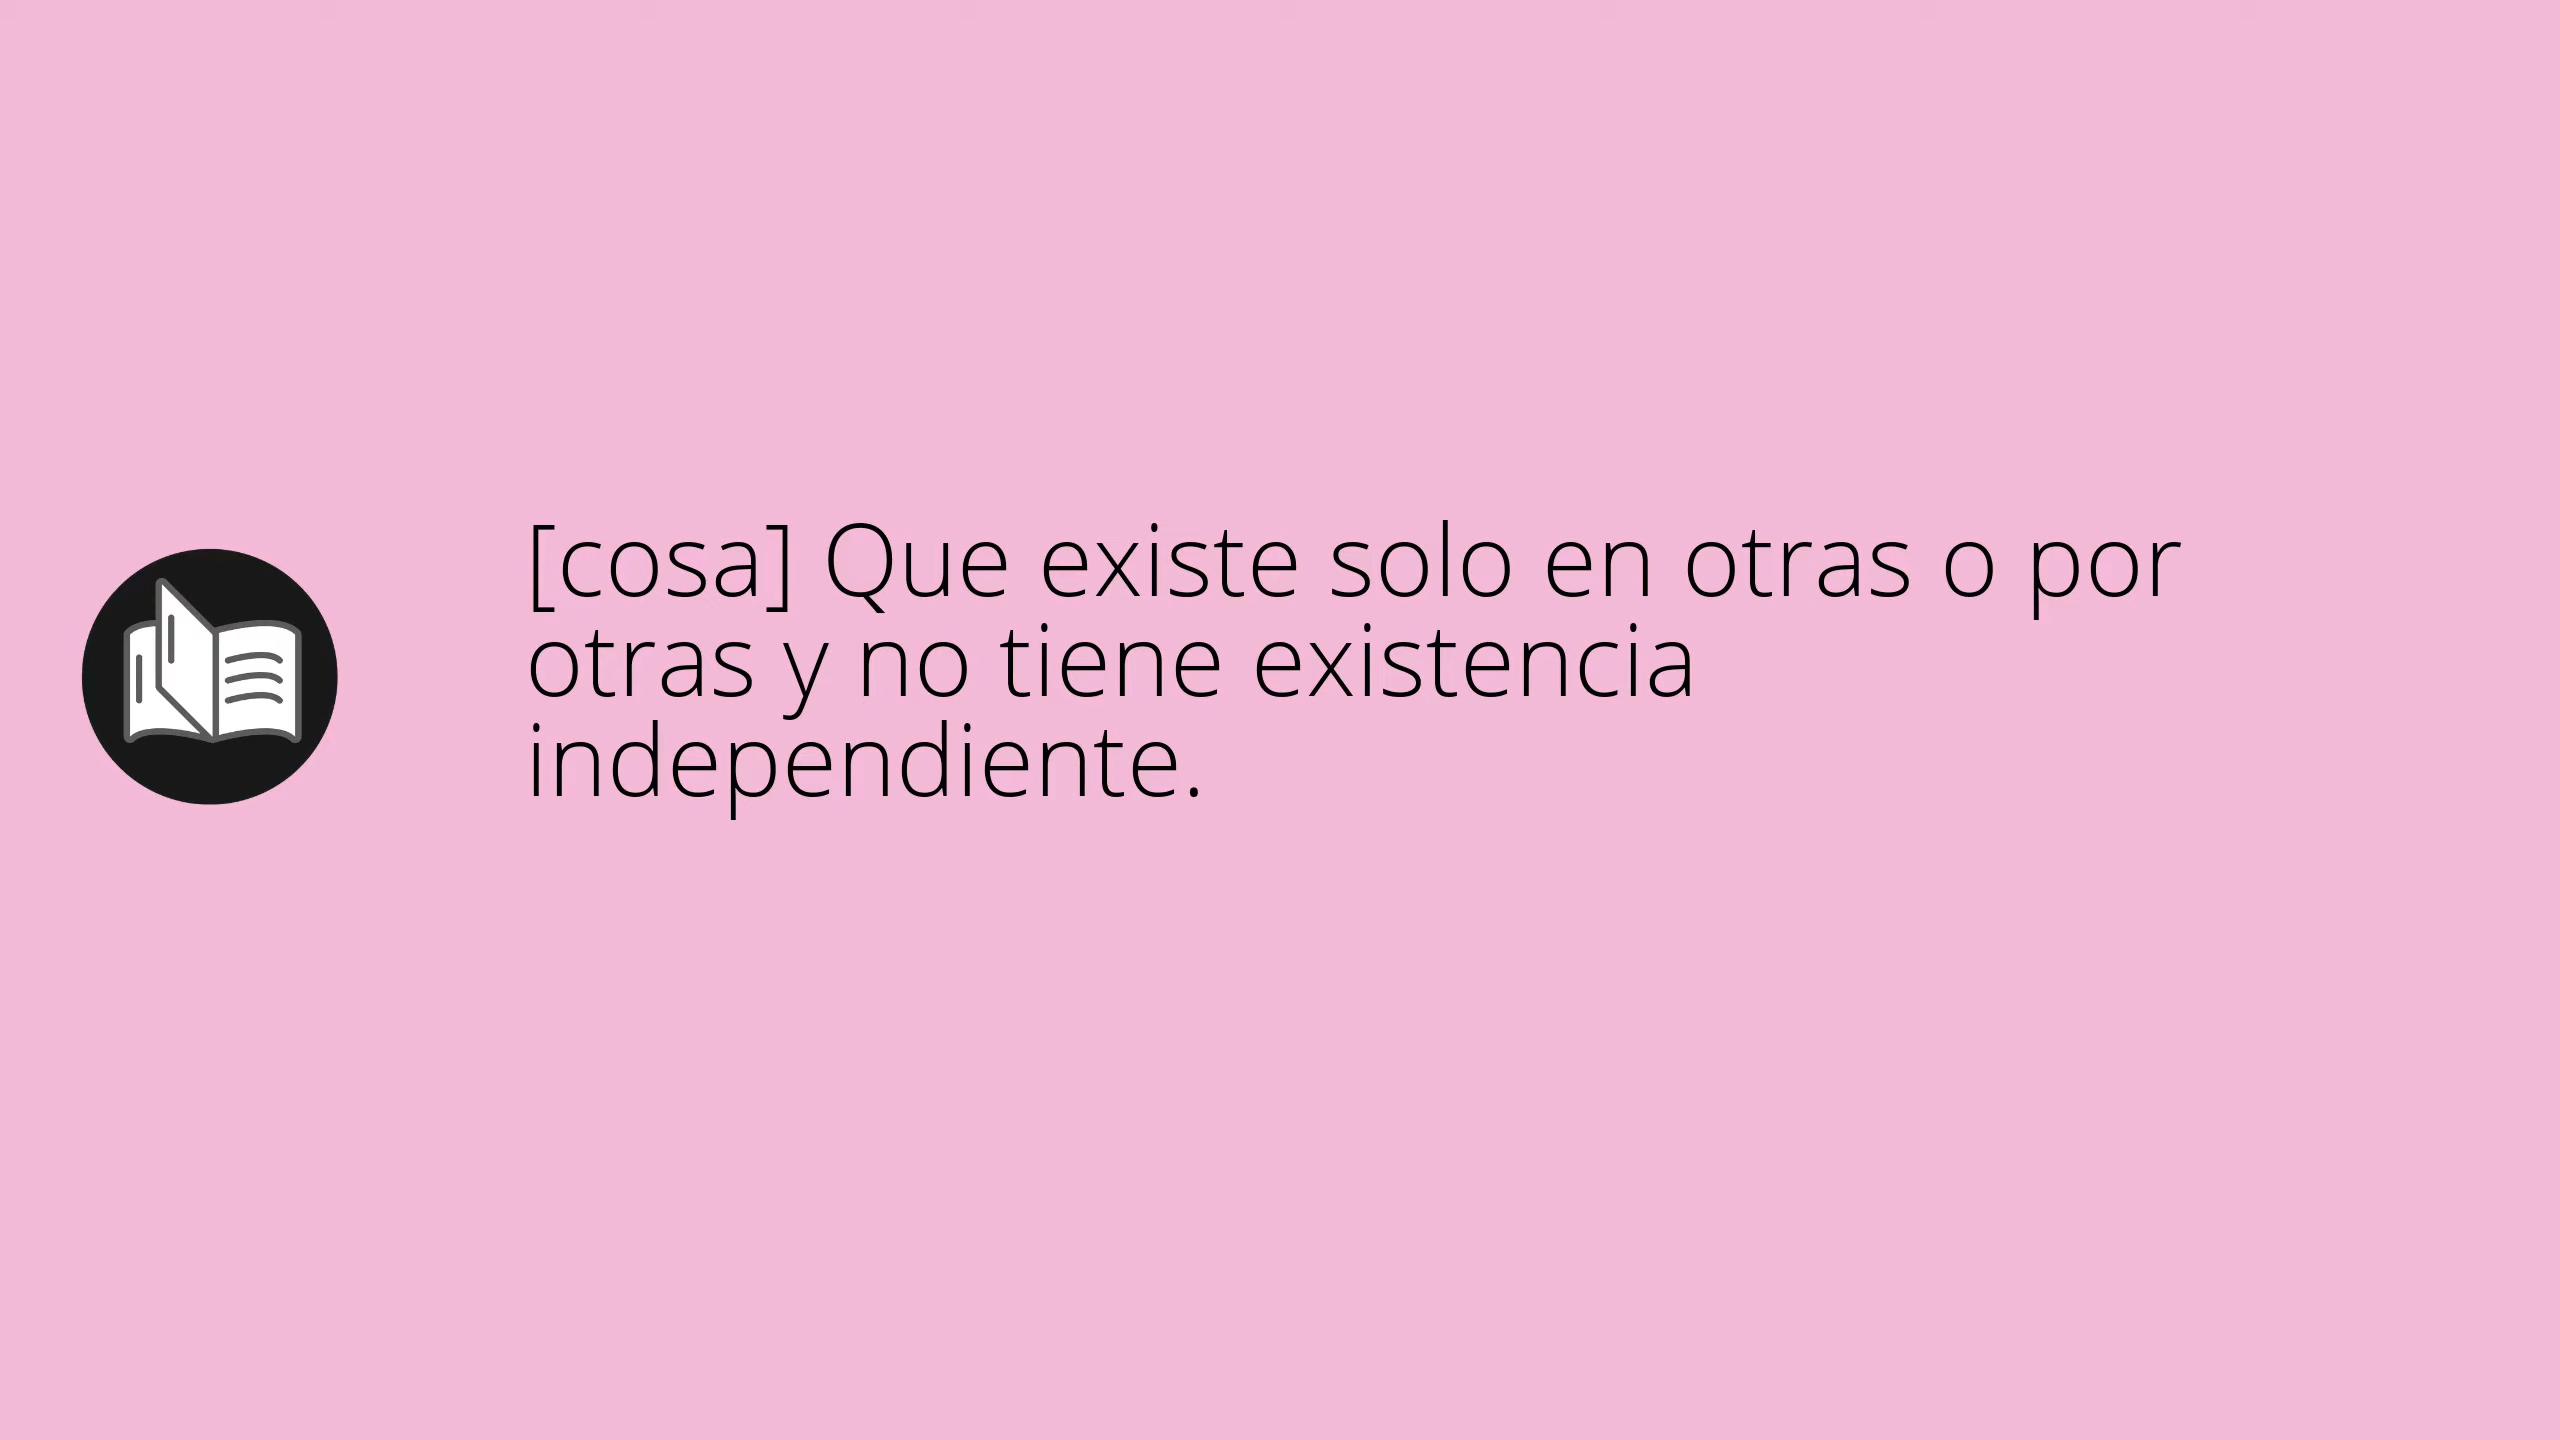 [cosa] Que existe solo en otras o por
otras y no tiene existencia
independiente.